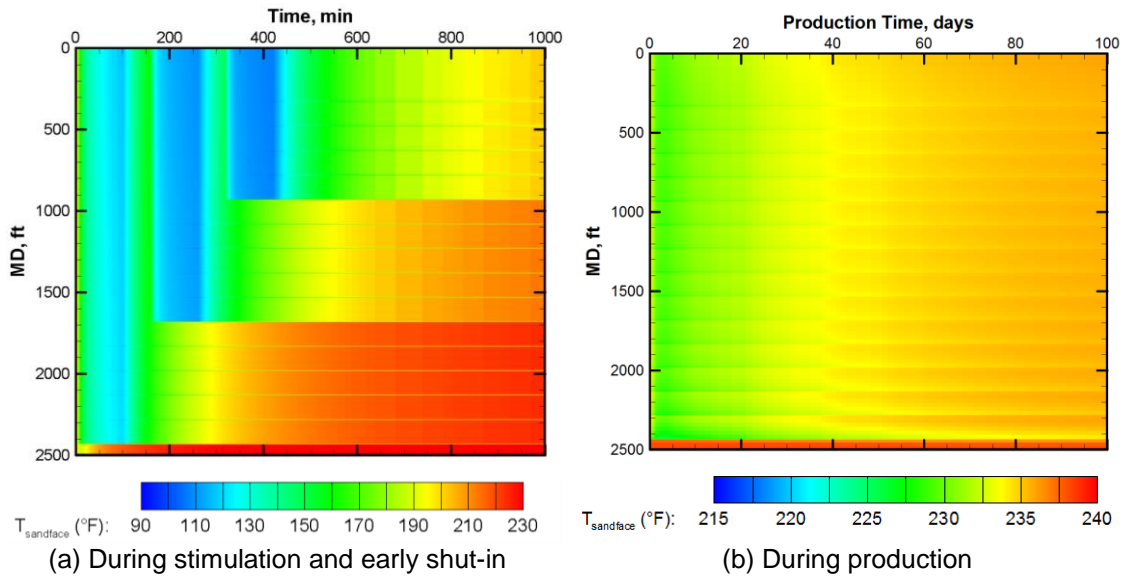 Time, min
0 200 400 600 800 1000
0
500
1000
1500
2000
2500
MD, ft
T_sandface (°F): 90 110 130 150 170 190 210 230
(a) During stimulation and early shut-in
Production Time, days
0 20 40 60 80 100
0
500
1000
1500
2000
2500
MD, ft
T_sandface (°F): 215 220 225 230 235 240
(b) During production